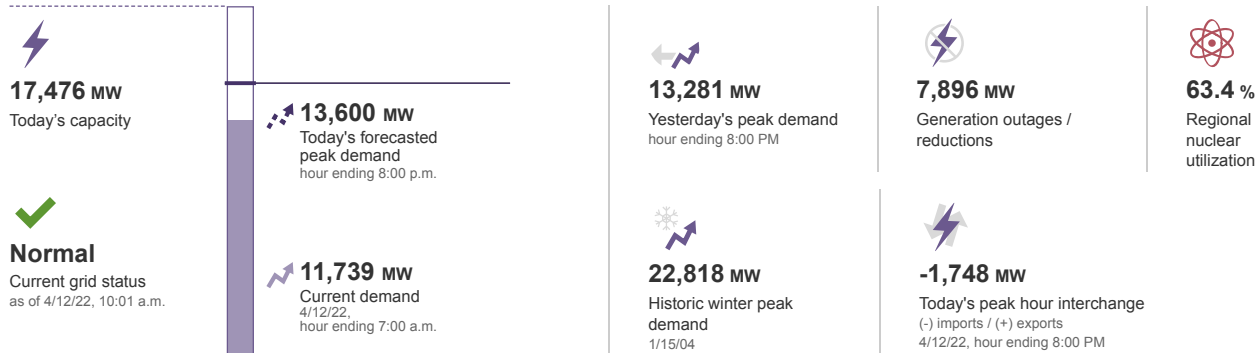 17,476 MW
Today's capacity
Normal
Current grid status
as of 4/12/22, 10:01 a.m.
13,600 MW
Today's forecasted
peak demand
hour ending 8:00 p.m.
11,739 MW
Current demand
4/12/22,
hour ending 7:00 a.m.
13,281 MW
Yesterday's peak demand
hour ending 8:00 PM
7,896 MW
Generation outages /
reductions
63.4 %
Regional
nuclear
utilization
22,818 MW
Historic winter peak
demand
1/15/04
-1,748 MW
Today's peak hour interchange
(-) imports / (+) exports
4/12/22, hour ending 8:00 PM